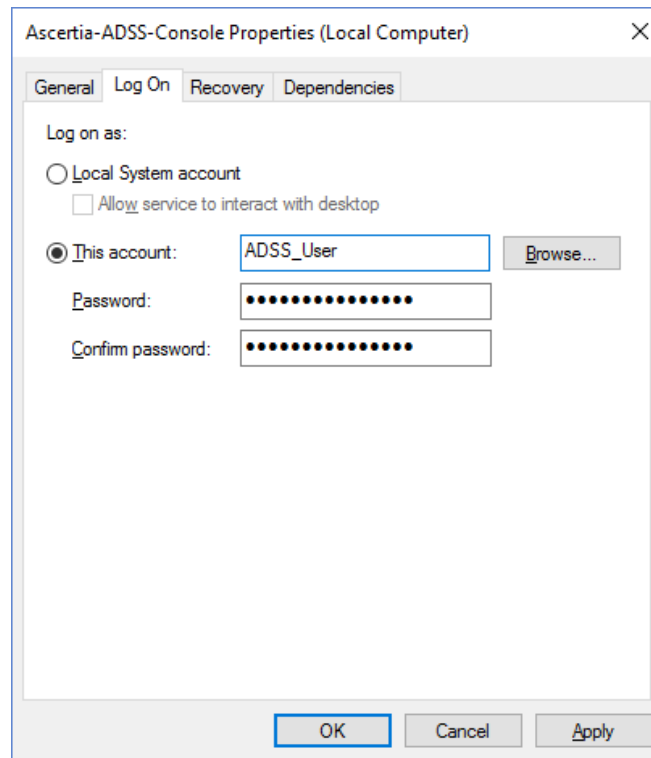 Ascertia-ADSS-Console Properties (Local Computer)
General Log On Recovery Dependencies
Log on as:
Local System account
Allow service to interact with desktop
This account: ADSS_User Browse...
Password: •••••••••••••••
Confirm password: •••••••••••••••
OK Cancel Apply